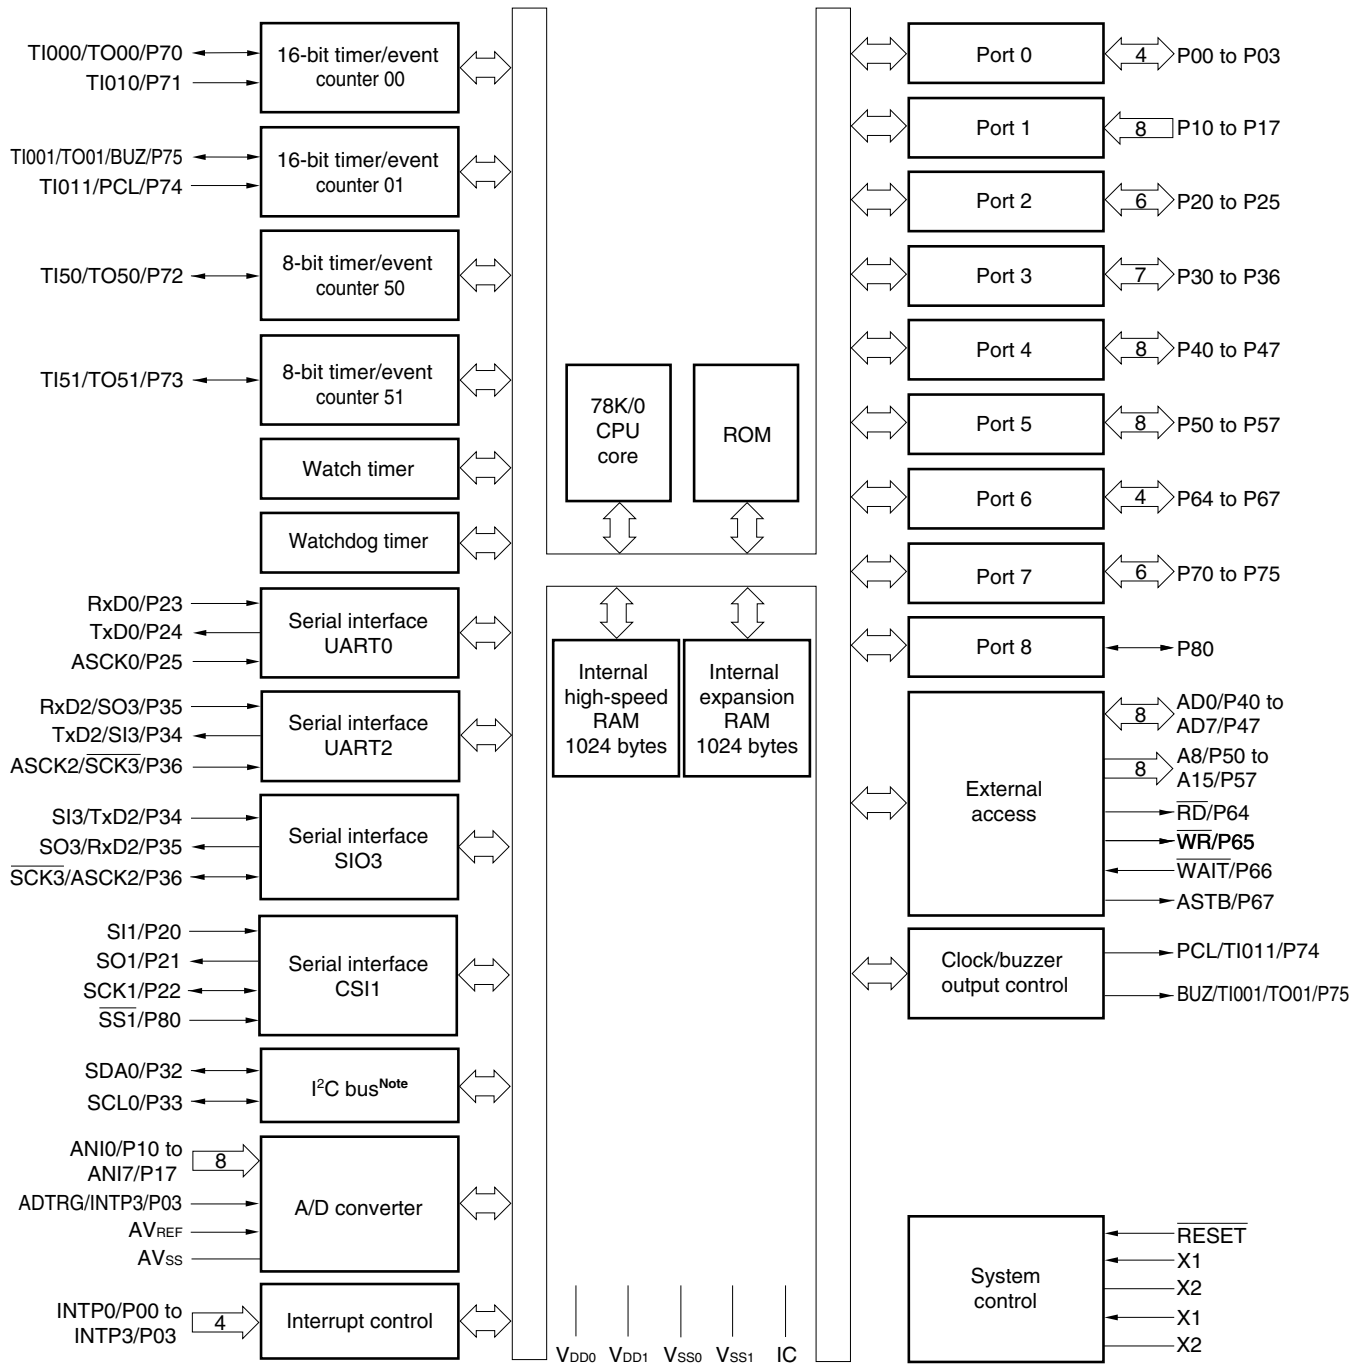 TI000/TO00/P70
TI010/P71
16-bit timer/event
counter 00
TI001/TO01/BUZ/P75
TI011/PCL/P74
16-bit timer/event
counter 01
TI50/TO50/P72
8-bit timer/event
counter 50
TI51/TO51/P73
8-bit timer/event
counter 51
Watch timer
Watchdog timer
RxD0/P23
TxD0/P24
ASCK0/P25
Serial interface
UART0
RxD2/SO3/P35
TxD2/SI3/P34
ASCK2/S̅C̅K̅3̅/P36
Serial interface
UART2
SI3/TxD2/P34
SO3/RxD2/P35
S̅C̅K̅3̅/ASCK2/P36
Serial interface
SIO3
SI1/P20
SO1/P21
SCK1/P22
S̅S̅1̅/P80
Serial interface
CSI1
SDA0/P32
SCL0/P33
I²C busNote
ANI0/P10 to
ANI7/P17
8
ADTRG/INTP3/P03
AVREF
AVSS
A/D converter
INTP0/P00 to
INTP3/P03
4
Interrupt control
78K/0
CPU
core
ROM
Internal
high-speed
RAM
1024 bytes
Internal
expansion
RAM
1024 bytes
VDD0 VDD1 VSS0 VSS1 IC
Port 0 4 P00 to P03
Port 1 8 P10 to P17
Port 2 6 P20 to P25
Port 3 7 P30 to P36
Port 4 8 P40 to P47
Port 5 8 P50 to P57
Port 6 4 P64 to P67
Port 7 6 P70 to P75
Port 8 P80
External
access
8
AD0/P40 to
AD7/P47
8
A8/P50 to
A15/P57
R̅D̅/P64
W̅R̅/P65
W̅A̅I̅T̅/P66
ASTB/P67
Clock/buzzer
output control
PCL/TI011/P74
BUZ/TI001/TO01/P75
System
control
R̅E̅S̅E̅T̅
X1
X2
X1
X2